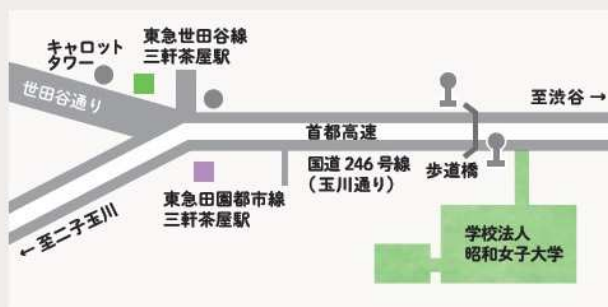 キャロット
タワー
東急世田谷線
三軒茶屋駅
世田谷通り
至渋谷→
首都高速
国道246号線
（玉川通り）
歩道橋
東急田園都市線
三軒茶屋駅
←至二子玉川
学校法人
昭和女子大学